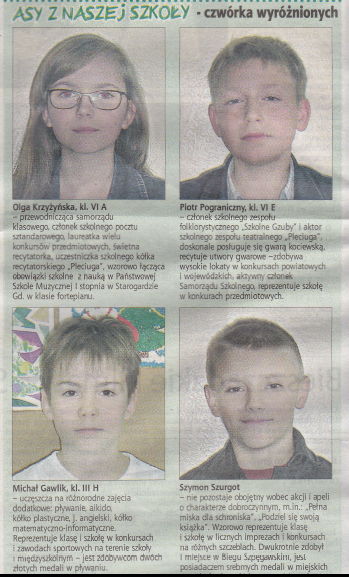 ASY Z NASZEJ SZKOŁY - czwórka wyróżnionych
Olga Krzyżyńska, kl. VI A
– przewodnicząca samorządu
klasowego, członek szkolnego pocztu
sztandarowego, laureatka wielu
konkursów przedmiotowych, świetna
recytatorka, uczestniczka szkolnego kółka
recytatorskiego „Pleciuga", wzorowo łącząca
obowiązki szkolne z nauką w Państwowej
Szkole Muzycznej I stopnia w Starogardzie
Gd. w klasie fortepianu.
Piotr Pograniczny, kl. VI E
– członek szkolnego zespołu
folklorystycznego „Szkolne Gzuby" i aktor
szkolnego zespołu teatralnego „Pleciuga",
doskonale posługuje się gwarą kociewską,
recytuje utwory gwarowe –zdobywa
wysokie lokaty w konkursach powiatowych
i wojewódzkich, aktywny członek
Samorządu Szkolnego, reprezentuje szkołę
w konkurach przedmiotowych.
Michał Gawlik, kl. III H
– uczęszcza na różnorodne zajęcia
dodatkowe: pływanie, aikido,
kółko plastyczne, j. angielski, kółko
matematyczno-informatyczne.
Reprezentuje klasę i szkołę w konkursach
i zawodach sportowych na terenie szkoły
i międzyszkolnym – jest zdobywcom dwóch
złotych medali w pływaniu.
Szymon Szurgot
– nie pozostaje obojętny wobec akcji i apeli
o charakterze dobroczynnym, m.in.: „Pełna
miska dla schroniska", „Podziel się swoją
książką". Wzorowo reprezentuje klasę
i szkołę w licznych imprezach i konkursach
na różnych szczeblach. Dwukrotnie zdobył
I miejsce w Biegu Szpęgawskim, jest
posiadaczem srebrnych medali w miejskich